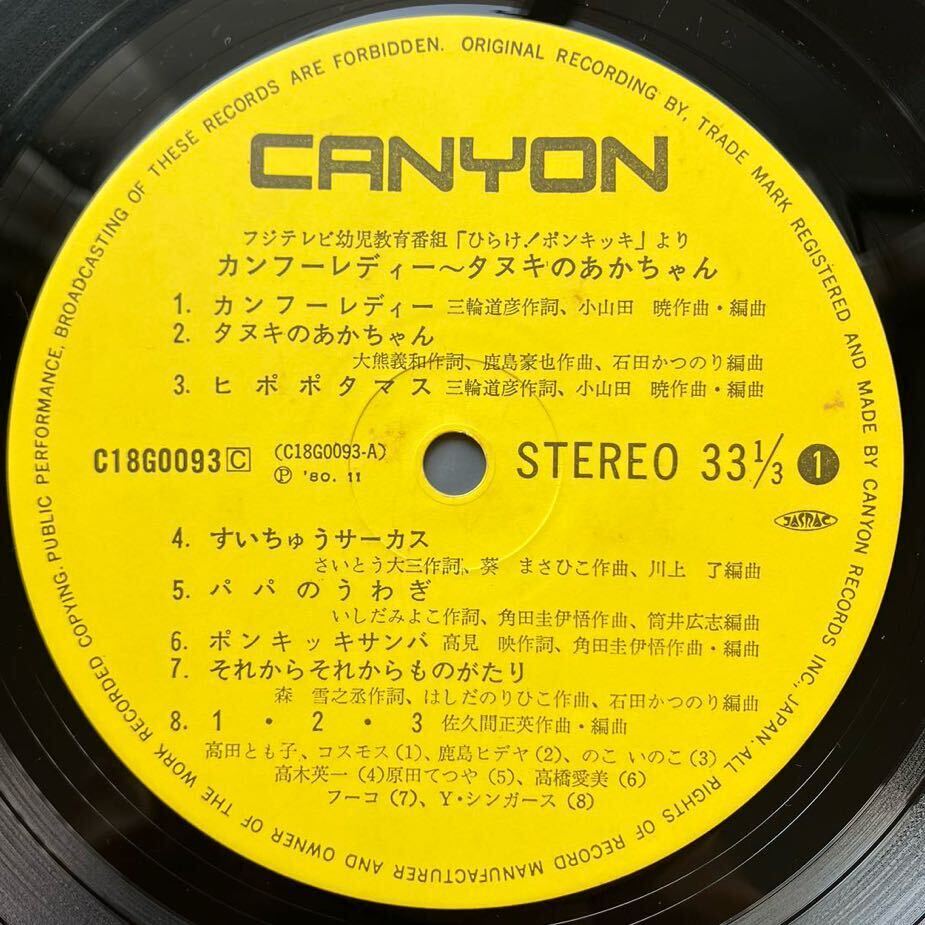 BROADCASTING OF THESE RECORDS ARE FORBIDDEN. ORIGINAL RECORDING BY, TRADE MARK REGISTERED AND MADE BY CANYON RECORDS INC., JAPAN. ALL RIGHTS OF RECORD MANUFACTURER AND OWNER OF THE WORK RECORDED COPYING. PUBLIC PERFORMANCE,
CANYON
フジテレビ幼児教育番組「ひらけ!ポンキッキ」より
カンフーレディー〜タヌキのあかちゃん
1. カンフーレディー 三輪道彦作詞、小山田 暁作曲・編曲
2. タヌキのあかちゃん
大熊義和作詞、鹿島豪也作曲、石田かつのり編曲
3. ヒポポタマス 三輪道彦作詞、小山田 暁作曲・編曲
C18G0093 C (C18G0093-A) STEREO 33 1/3 1
Ⓟ '80. 11
JASRAC
4. すいちゅうサーカス
さいとう大三作詞、葵 まさひこ作曲、川上 了編曲
5. パパのうわぎ
いしだみよこ作詞、角田圭伊悟作曲、筒井広志編曲
6. ポンキッキサンバ 高見 映作詞、角田圭伊悟作曲・編曲
7. それからそれからものがたり
森 雪之丞作詞、はしだのりひこ作曲、石田かつのり編曲
8. 1・2・3 佐久間正英作曲・編曲
高田とも子、コスモス(1)、鹿島ヒデヤ(2)、のこ いのこ(3)
高木英一(4)原田てつや(5)、高橋愛美(6)
フーコ(7)、Y・シンガース(8)